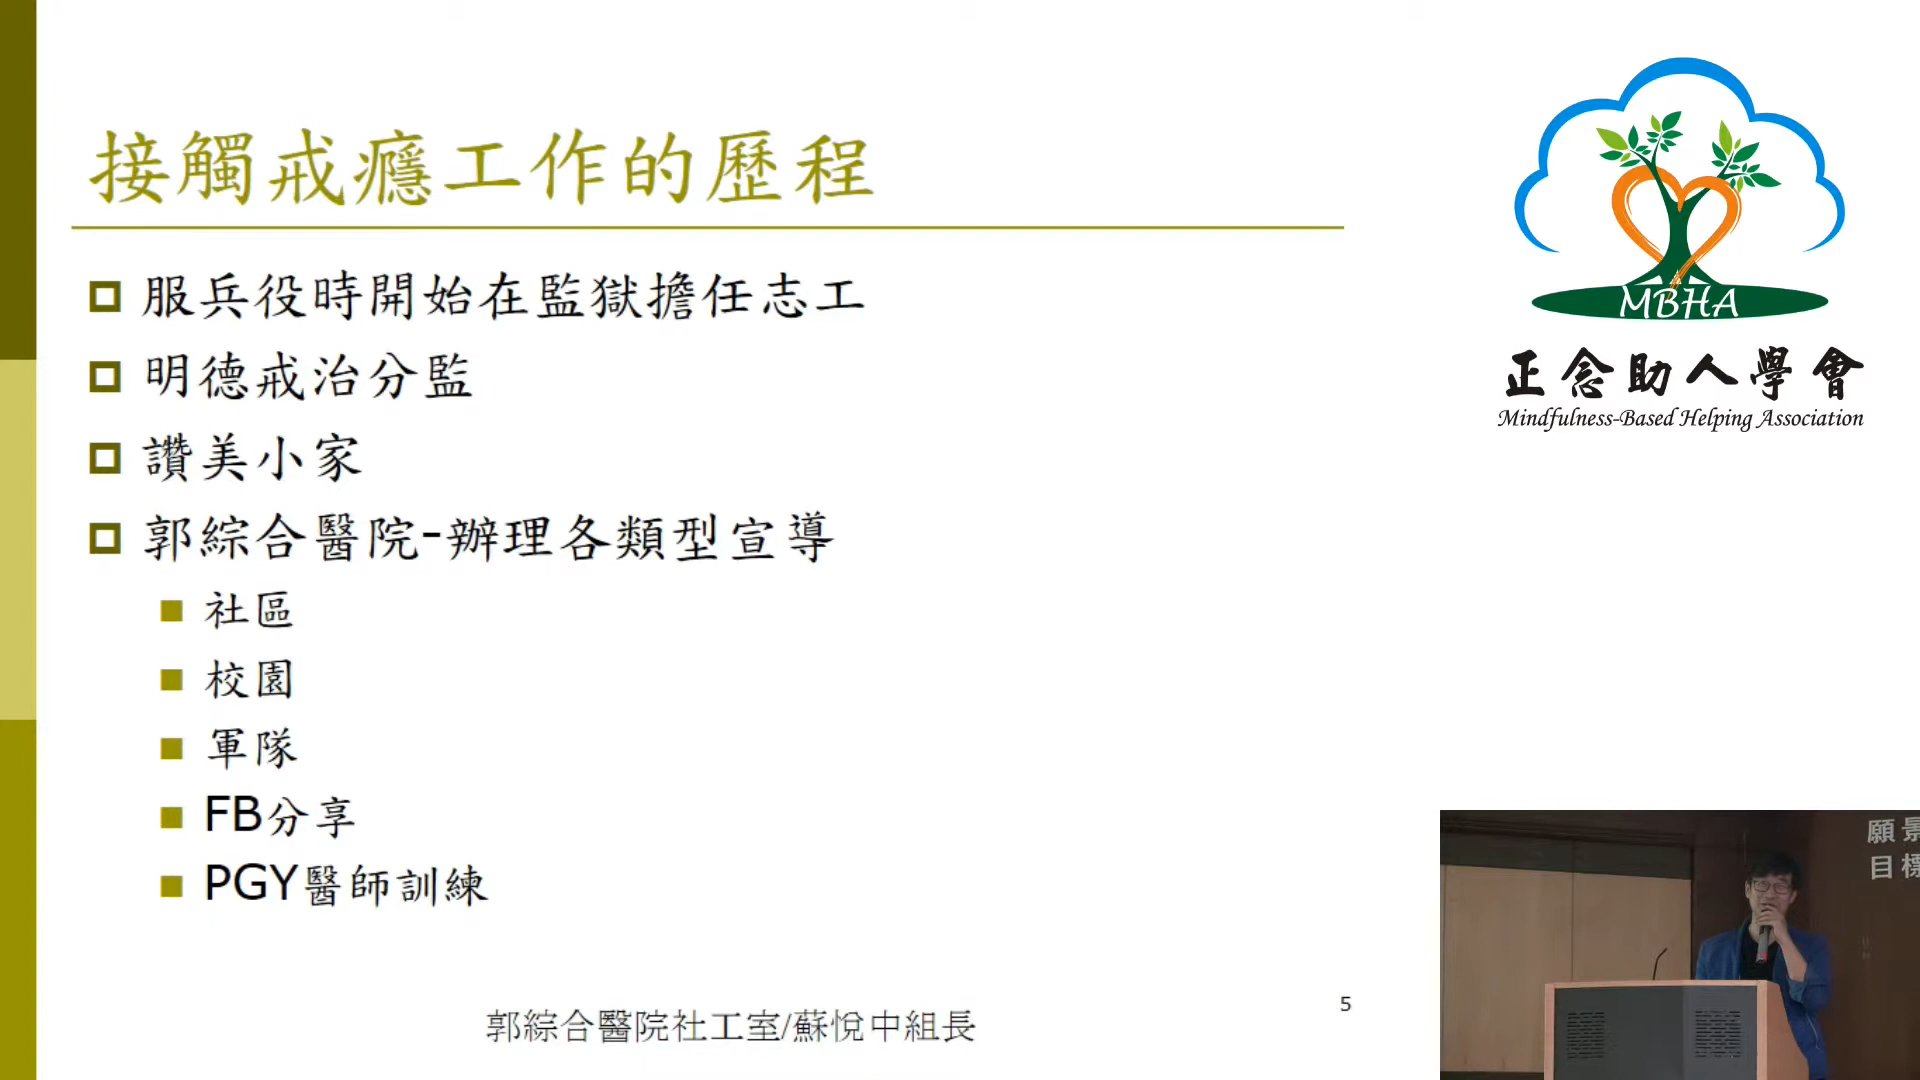 接觸戒癮工作的歷程
服兵役時開始在監獄擔任志工
明德戒治分監
讚美小家
郭綜合醫院-辦理各類型宣導
社區
校園
軍隊
FB分享
PGY醫師訓練
郭綜合醫院社工室/蘇悅中組長
5
MBHA
正念助人學會
Mindfulness-Based Helping Association
願景
目標